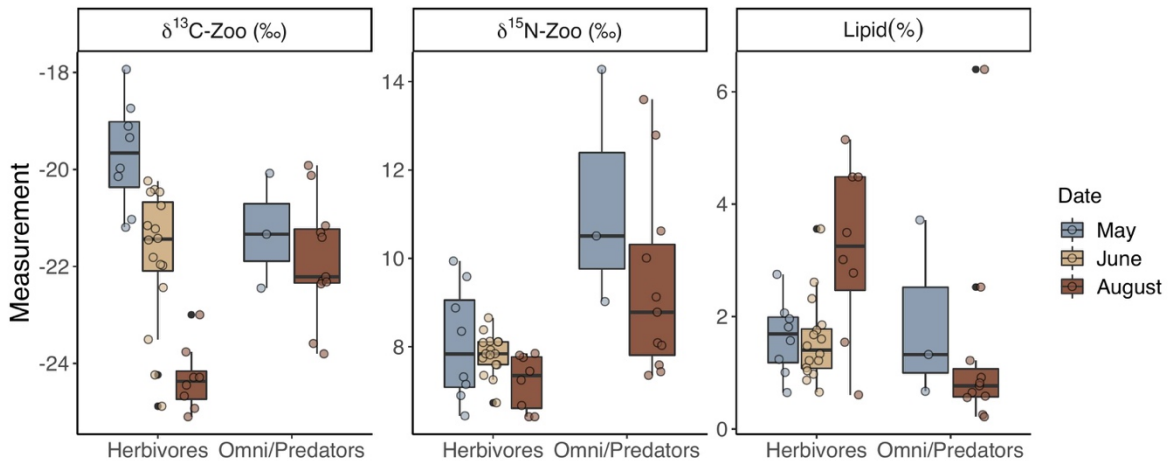 δ¹³C-Zoo (‰)
δ¹⁵N-Zoo (‰)
Lipid(%)
Measurement
-18
-20
-22
-24
14
12
10
8
6
4
2
0
Herbivores Omni/Predators
Herbivores Omni/Predators
Herbivores Omni/Predators
Date
May
June
August